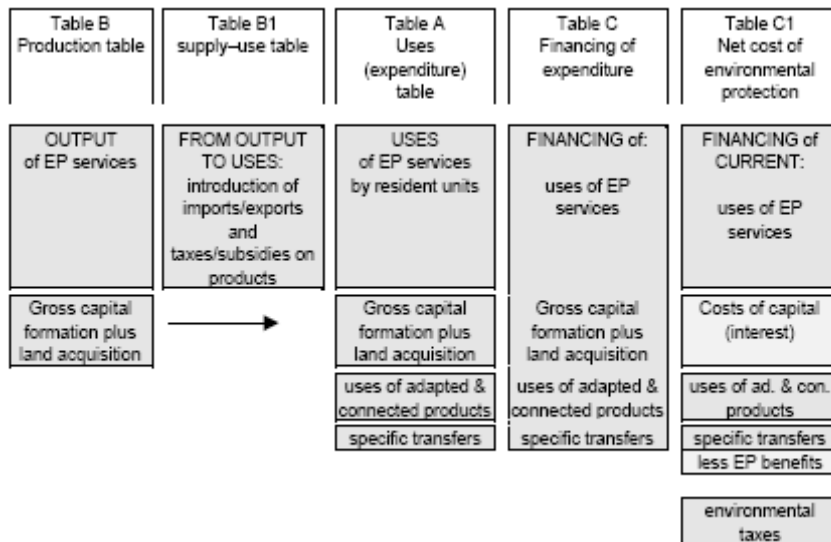 Table B
Production table
Table B1
supply–use table
Table A
Uses
(expenditure)
table
Table C
Financing of
expenditure
Table C1
Net cost of
environmental
protection
OUTPUT
of EP services
FROM OUTPUT
TO USES:
introduction of
imports/exports
and
taxes/subsidies on
products
USES
of EP services
by resident units
FINANCING of:
uses of EP
services
FINANCING of
CURRENT:
uses of EP
services
Gross capital
formation plus
land acquisition
Gross capital
formation plus
land acquisition
Gross capital
formation plus
land acquisition
Costs of capital
(interest)
uses of adapted &
connected products
uses of adapted &
connected products
uses of ad. & con.
products
specific transfers
specific transfers
specific transfers
less EP benefits
environmental
taxes